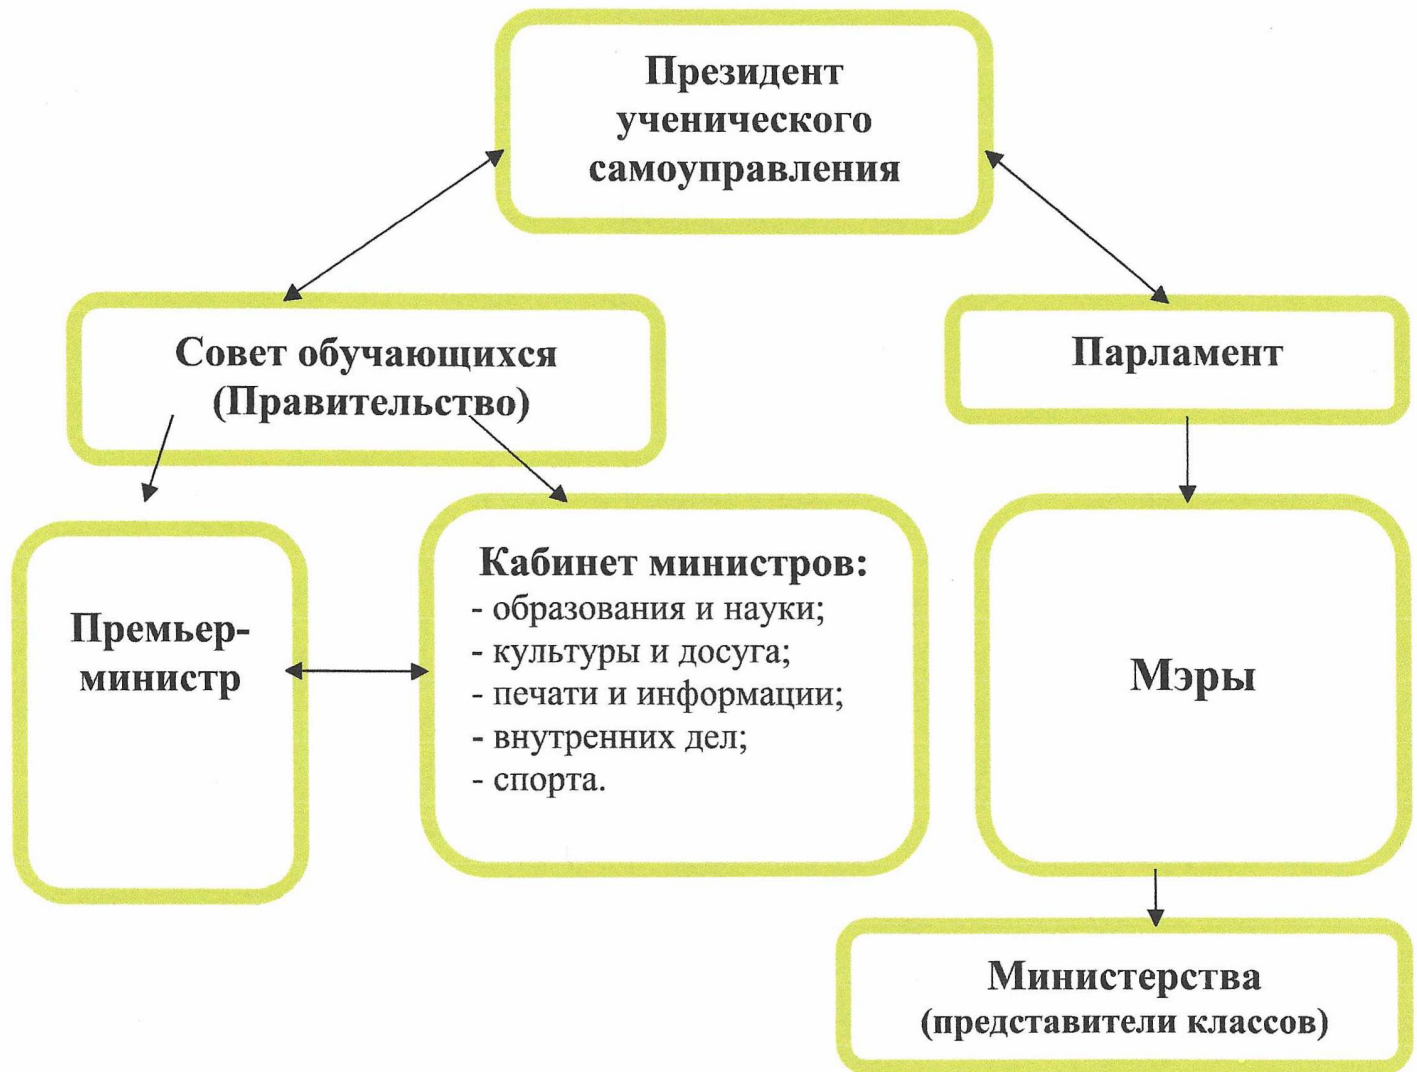 Президент
ученического
самоуправления
Совет обучающихся
(Правительство)
Парламент
Премьер-
министр
Кабинет министров:
- образования и науки;
- культуры и досуга;
- печати и информации;
- внутренних дел;
- спорта.
Мэры
Министерства
(представители классов)